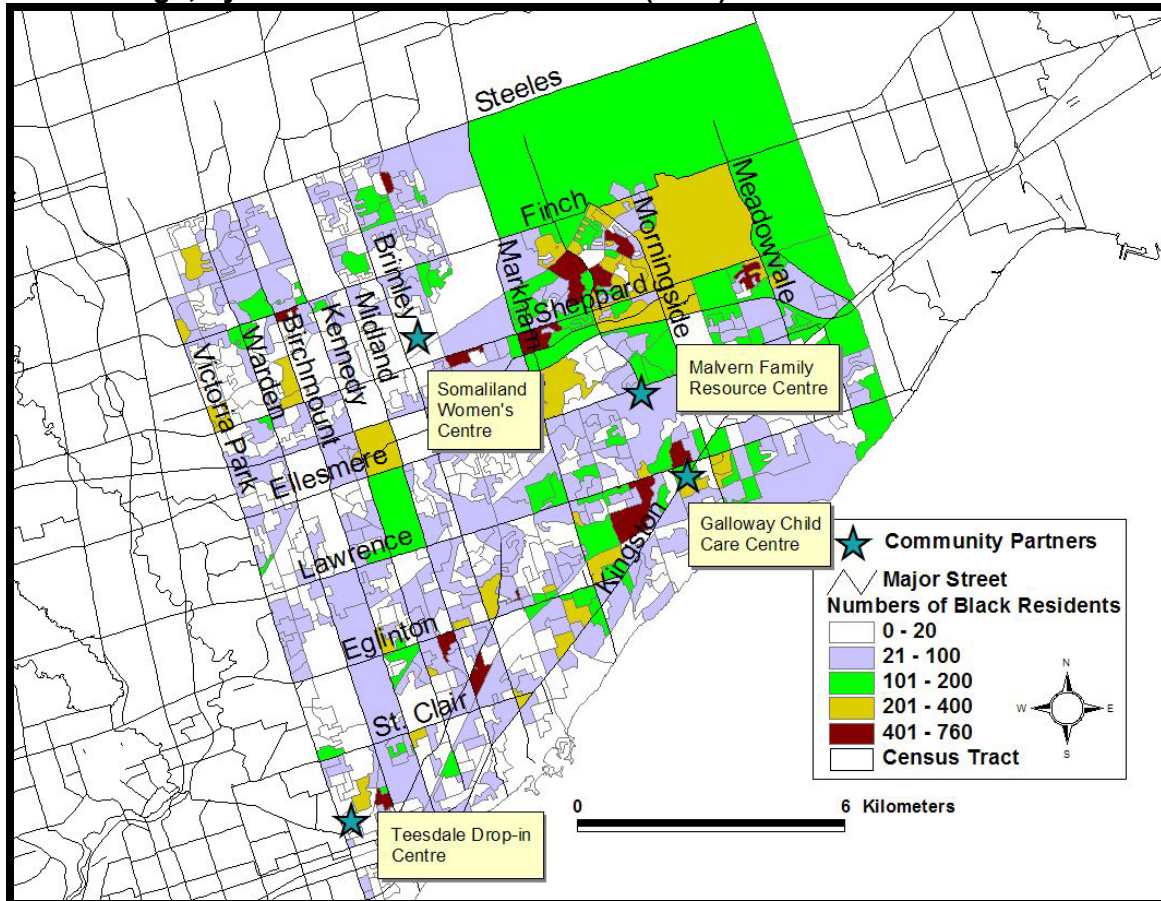 Steeles
Finch
Meadowvale
Morningside
Markham
Sheppard
Brimley
Midland
Kennedy
Birchmount
Warden
Victoria Park
Ellesmere
Lawrence
Eglinton
St. Clair
Kingston
Somaliland
Women's
Centre
Malvern Family
Resource Centre
Galloway Child
Care Centre
Teesdale Drop-in
Centre
Community Partners
Major Street
Numbers of Black Residents
0 - 20
21 - 100
101 - 200
201 - 400
401 - 760
Census Tract
N
W
E
S
0
6 Kilometers